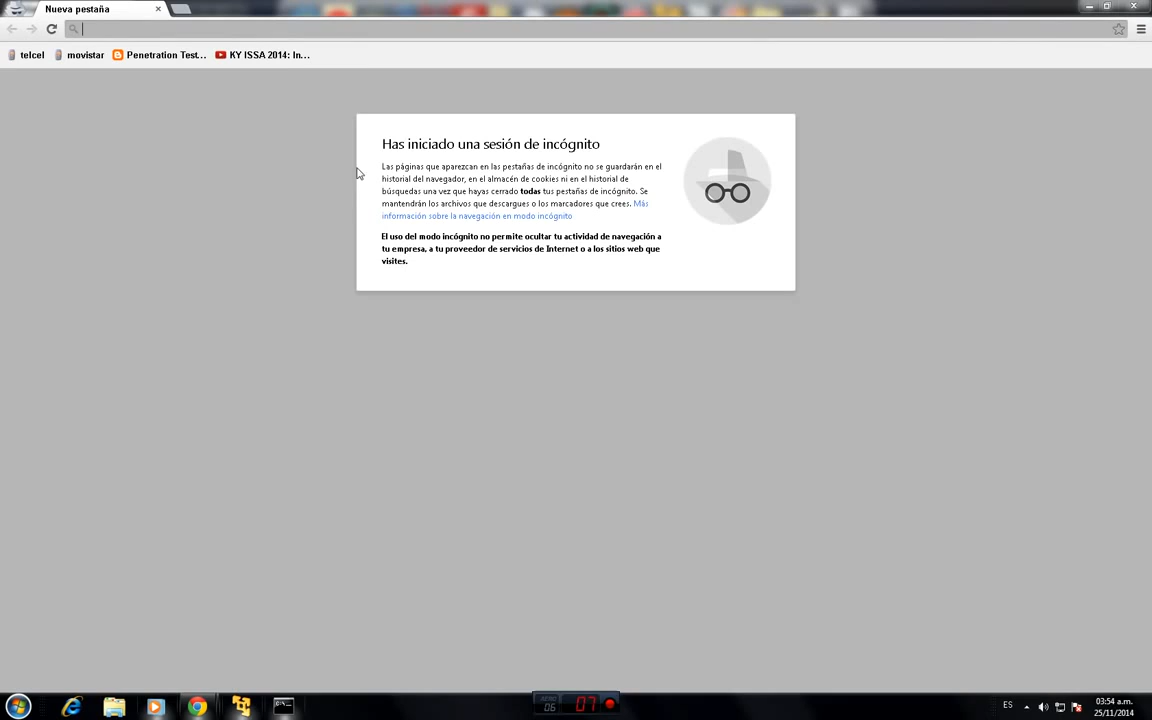 Nueva pestaña
telcel movistar Penetration Test... KY ISSA 2014: In...
Has iniciado una sesión de incógnito
Las páginas que aparezcan en las pestañas de incógnito no se guardarán en el
historial del navegador, en el almacén de cookies ni en el historial de
búsquedas una vez que hayas cerrado todas tus pestañas de incógnito. Se
mantendrán los archivos que descargues o los marcadores que crees. Más
información sobre la navegación en modo incógnito
El uso del modo incógnito no permite ocultar tu actividad de navegación a
tu empresa, a tu proveedor de servicios de Internet o a los sitios web que
visites.
06 07
ES
03:54 a.m.
25/11/2014